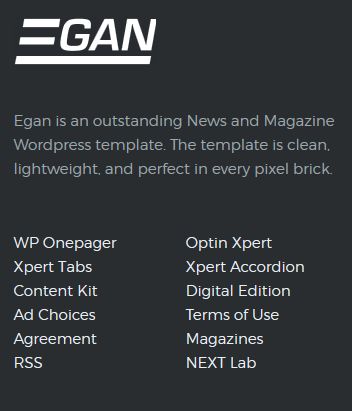 EGAN
Egan is an outstanding News and Magazine
Wordpress template. The template is clean,
lightweight, and perfect in every pixel brick.
WP Onepager
Xpert Tabs
Content Kit
Ad Choices
Agreement
RSS
Optin Xpert
Xpert Accordion
Digital Edition
Terms of Use
Magazines
NEXT Lab